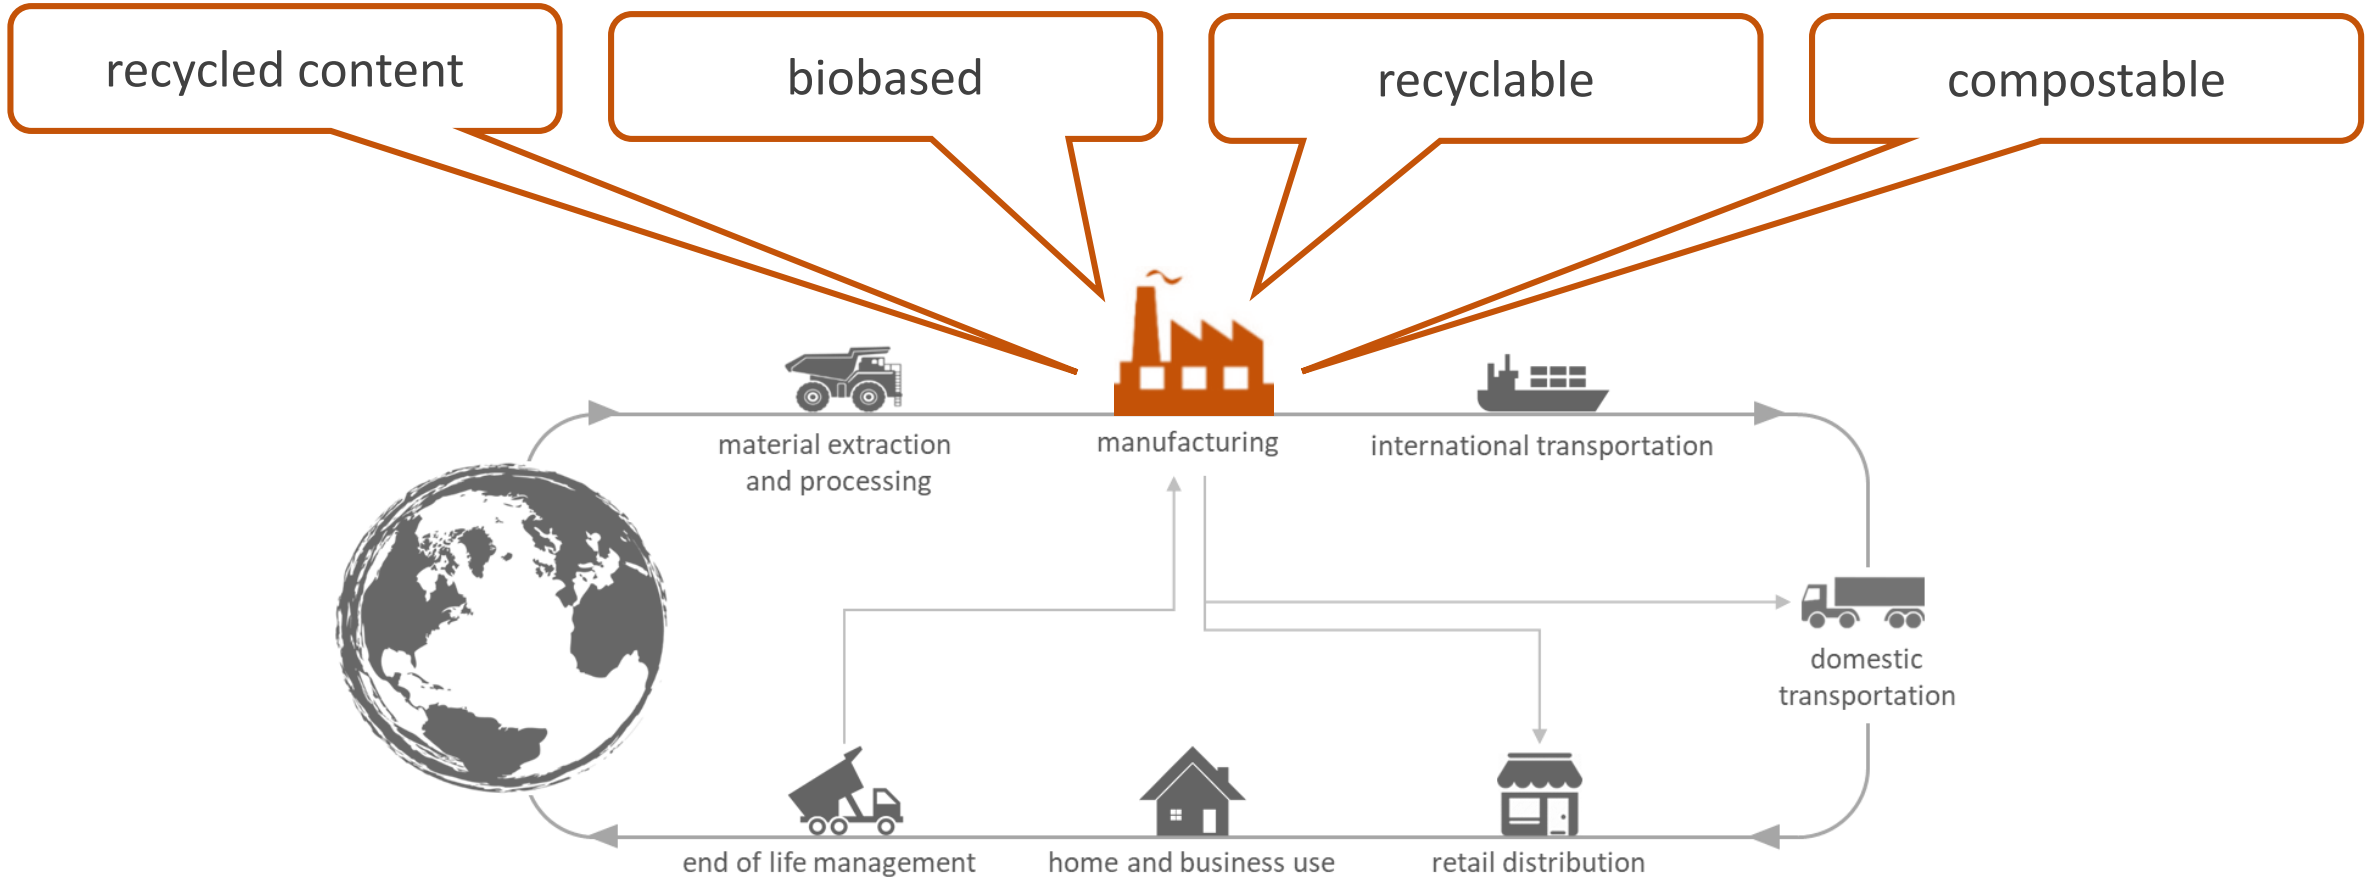 recycled content
biobased
recyclable
compostable
material extraction
and processing
manufacturing
international transportation
domestic
transportation
end of life management
home and business use
retail distribution